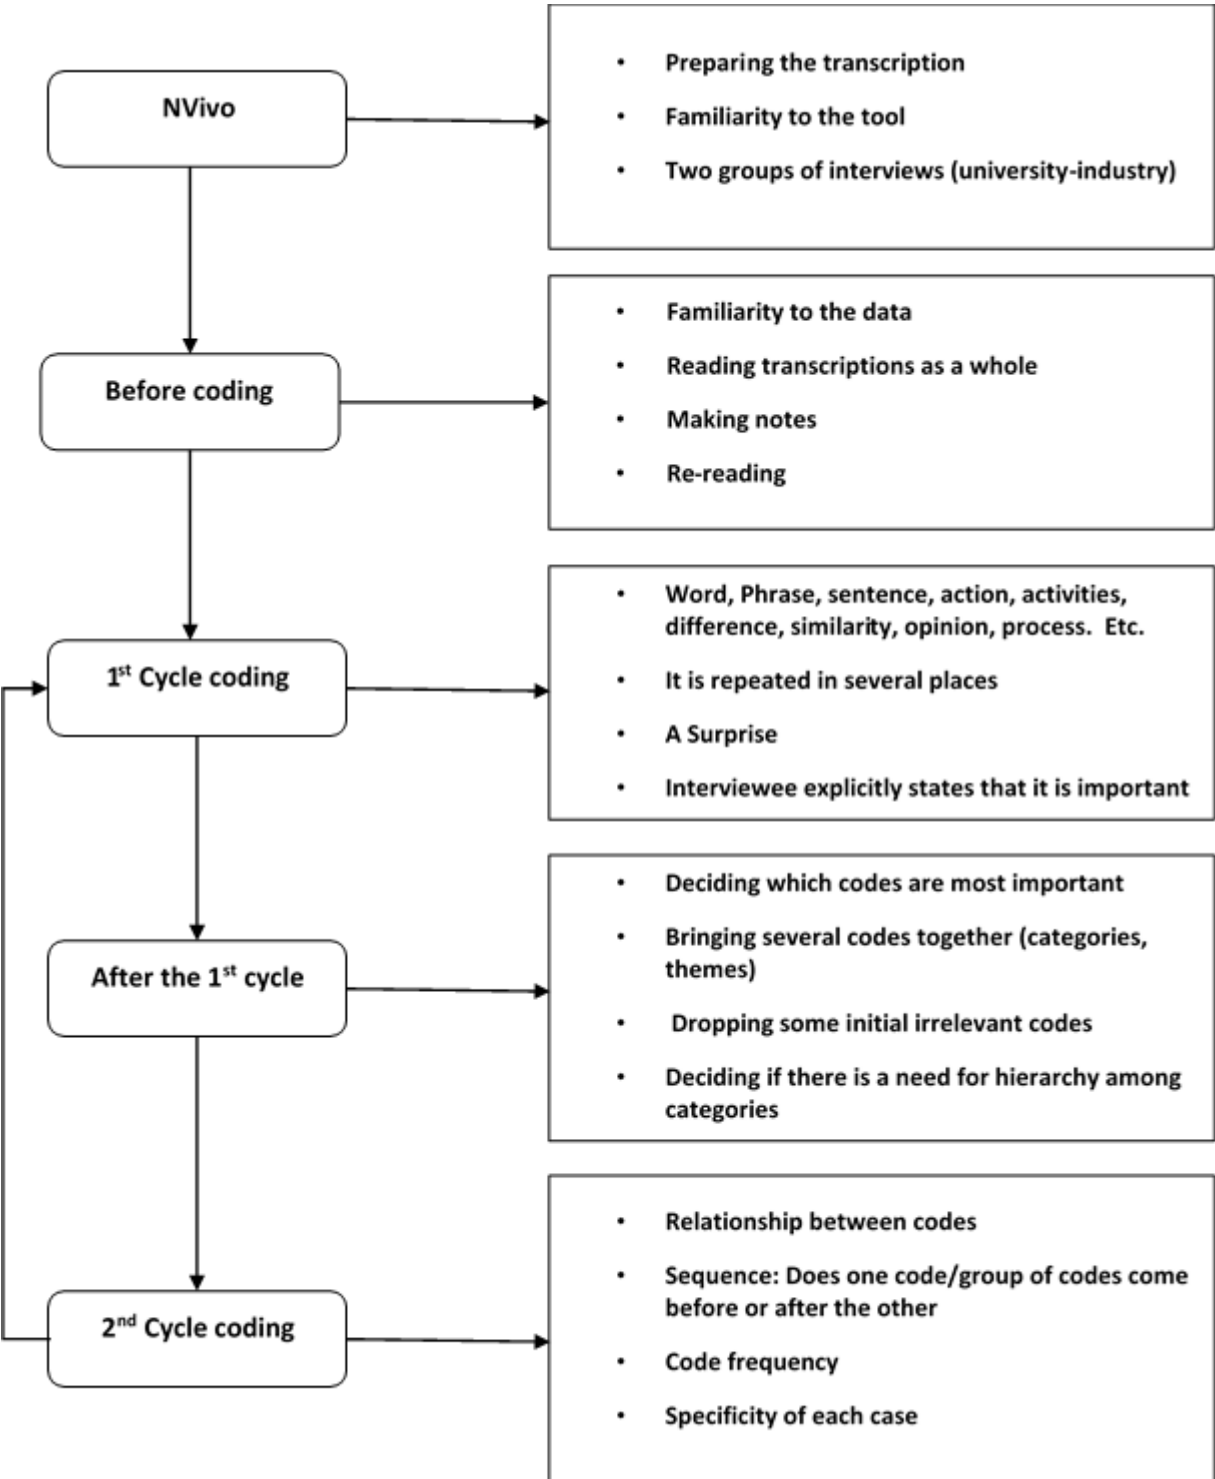 NVivo
• Preparing the transcription
• Familiarity to the tool
• Two groups of interviews (university-industry)
Before coding
• Familiarity to the data
• Reading transcriptions as a whole
• Making notes
• Re-reading
1st Cycle coding
• Word, Phrase, sentence, action, activities,
difference, similarity, opinion, process.  Etc.
• It is repeated in several places
• A Surprise
• Interviewee explicitly states that it is important
After the 1st cycle
• Deciding which codes are most important
• Bringing several codes together (categories,
themes)
• Dropping some initial irrelevant codes
• Deciding if there is a need for hierarchy among
categories
2nd Cycle coding
• Relationship between codes
• Sequence: Does one code/group of codes come
before or after the other
• Code frequency
• Specificity of each case